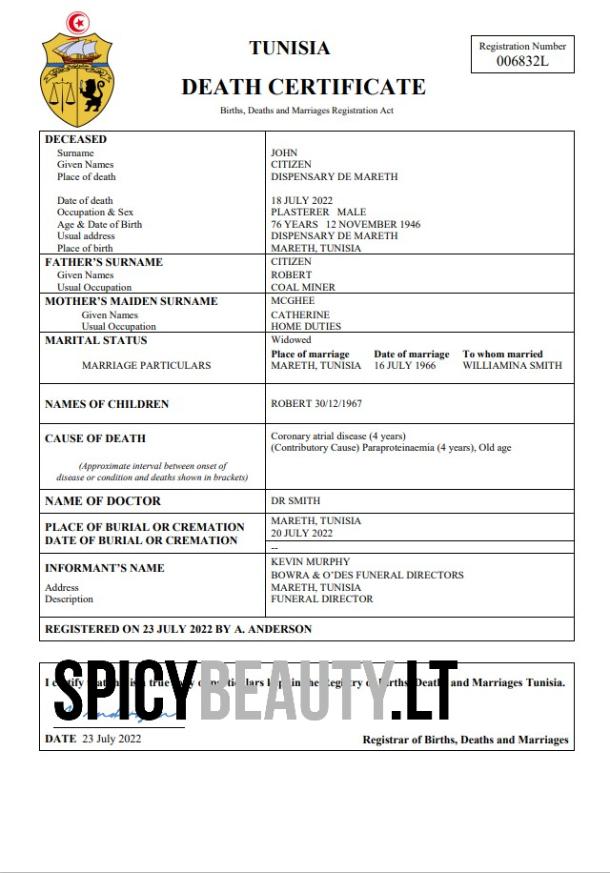 TUNISIA
Registration Number
006832L
DEATH CERTIFICATE
Births, Deaths and Marriages Registration Act
DECEASED
Surname JOHN
Given Names CITIZEN
Place of death DISPENSARY DE MARETH
Date of death 18 JULY 2022
Occupation & Sex PLASTERER MALE
Age & Date of Birth 76 YEARS 12 NOVEMBER 1946
Usual address DISPENSARY DE MARETH
Place of birth MARETH, TUNISIA
FATHER'S SURNAME CITIZEN
Given Names ROBERT
Usual Occupation COAL MINER
MOTHER'S MAIDEN SURNAME MCGHEE
Given Names CATHERINE
Usual Occupation HOME DUTIES
MARITAL STATUS Widowed
Place of marriage Date of marriage To whom married
MARRIAGE PARTICULARS MARETH, TUNISIA 16 JULY 1966 WILLIAMINA SMITH
NAMES OF CHILDREN ROBERT 30/12/1967
CAUSE OF DEATH Coronary atrial disease (4 years)
(Contributory Cause) Paraproteinaemia (4 years), Old age
(Approximate interval between onset of
disease or condition and deaths shown in brackets)
NAME OF DOCTOR DR SMITH
PLACE OF BURIAL OR CREMATION MARETH, TUNISIA
DATE OF BURIAL OR CREMATION 20 JULY 2022
--
INFORMANT'S NAME KEVIN MURPHY
BOWRA & O'DES FUNERAL DIRECTORS
Address MARETH, TUNISIA
Description FUNERAL DIRECTOR
REGISTERED ON 23 JULY 2022 BY A. ANDERSON
I certify that this is a true copy of particulars kept in the Registry of Births, Deaths and Marriages Tunisia.
SPICYBEAUTY.LT
DATE 23 July 2022
Registrar of Births, Deaths and Marriages